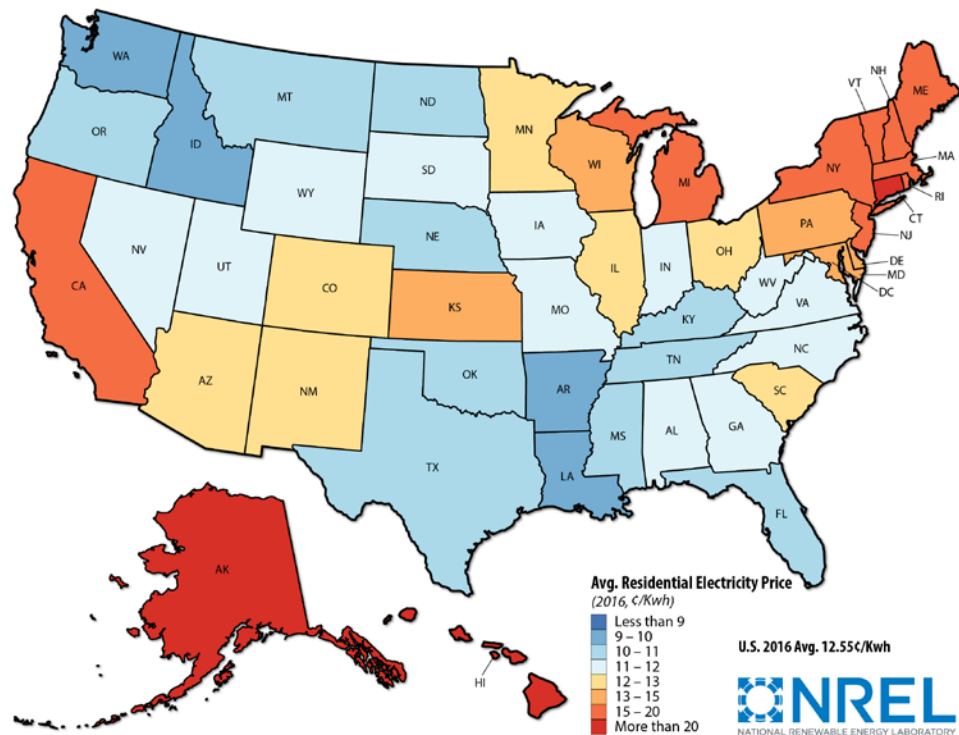 WA
MT
ND
MN
OR
ID
SD
WI
WY
MI
NH
VT
ME
NY
MA
RI
CT
NJ
PA
DE
MD
DC
IA
NE
NV
UT
IL
IN
OH
CA
CO
KS
MO
WV
VA
KY
NC
TN
AZ
NM
OK
AR
SC
MS
AL
GA
TX
LA
FL
AK
HI
Avg. Residential Electricity Price
(2016, ¢/Kwh)
Less than 9
9 – 10
10 – 11
11 – 12
12 – 13
13 – 15
15 – 20
More than 20
U.S. 2016 Avg. 12.55¢/Kwh
NREL
NATIONAL RENEWABLE ENERGY LABORATORY